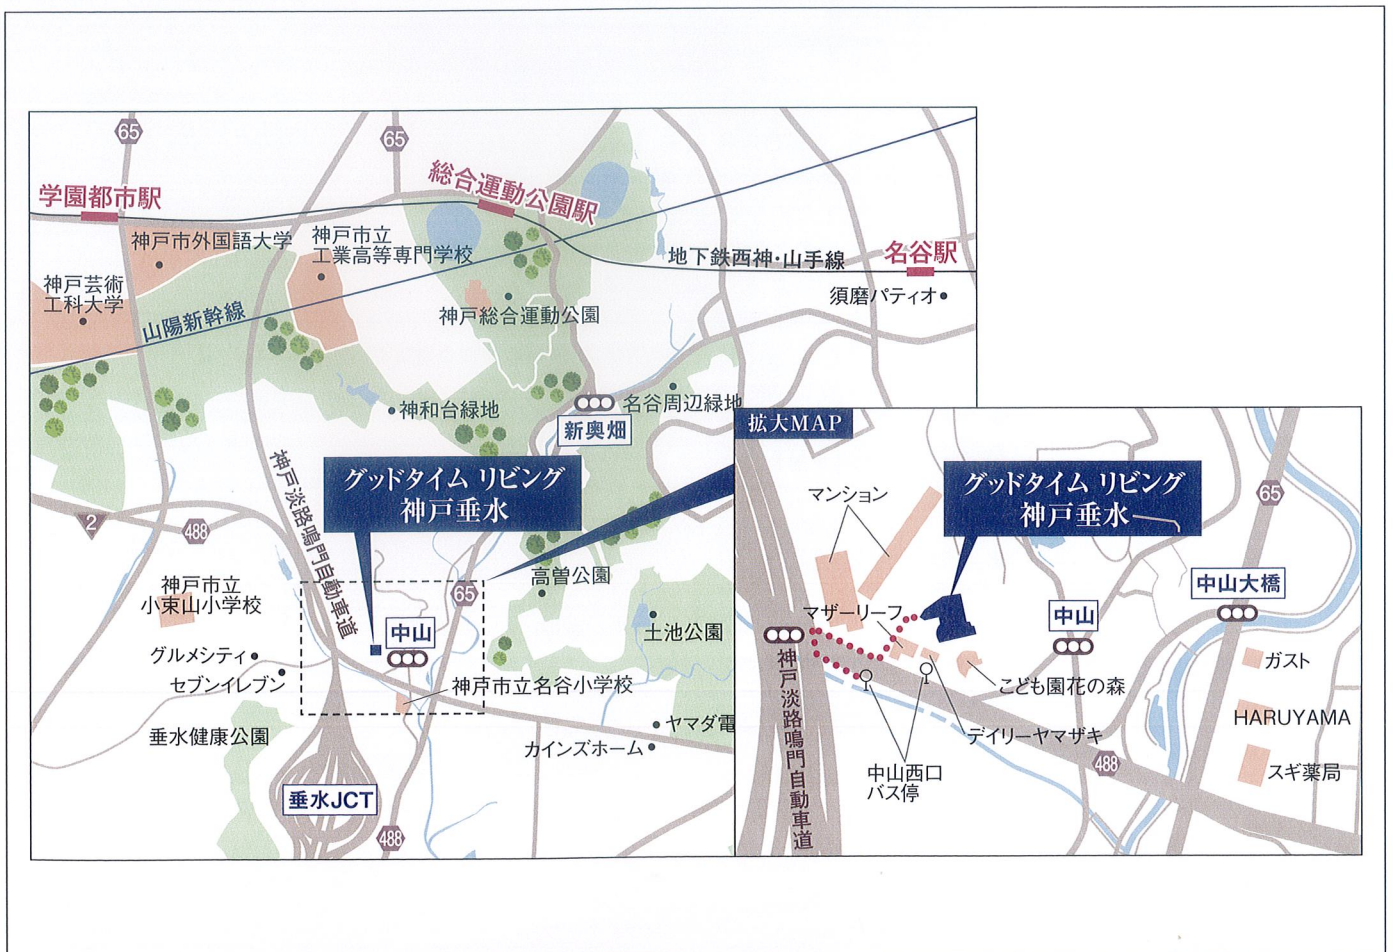 65
65
学園都市駅
総合運動公園駅
神戸市外国語大学
神戸市立
工業高等専門学校
地下鉄西神・山手線
名谷駅
神戸芸術
工科大学
須磨パティオ
山陽新幹線
神戸総合運動公園
神和台緑地
名谷周辺緑地
新奥畑
神戸淡路鳴門自動車道
グッドタイム リビング
神戸垂水
2
488
高曽公園
65
神戸市立
小束山小学校
中山
土池公園
グルメシティ
セブンイレブン
神戸市立名谷小学校
垂水健康公園
ヤマダ電
カインズホーム
垂水JCT
488
拡大MAP
マンション
グッドタイム リビング
神戸垂水
65
中山大橋
マザーリーフ
中山
神戸淡路鳴門自動車道
ガスト
こども園花の森
HARUYAMA
デイリーヤマザキ
中山西口
バス停
488
スギ薬局